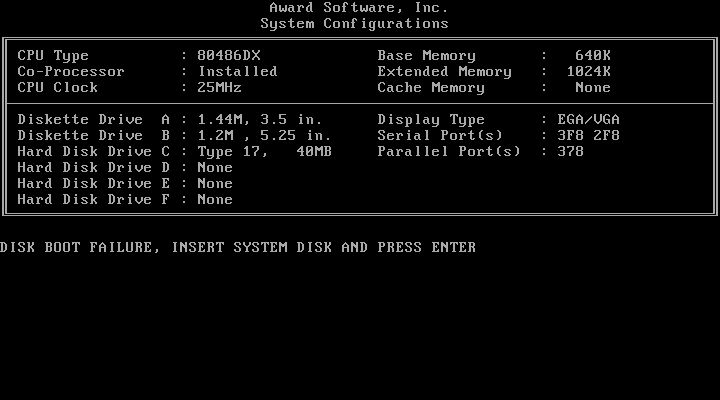 Award Software, Inc.
System Configurations
CPU Type : 80486DX Base Memory : 640K
Co-Processor : Installed Extended Memory : 1024K
CPU Clock : 25MHz Cache Memory : None
Diskette Drive A : 1.44M, 3.5 in. Display Type : EGA/VGA
Diskette Drive B : 1.2M , 5.25 in. Serial Port(s) : 3F8 2F8
Hard Disk Drive C : Type 17, 40MB Parallel Port(s) : 378
Hard Disk Drive D : None
Hard Disk Drive E : None
Hard Disk Drive F : None
DISK BOOT FAILURE, INSERT SYSTEM DISK AND PRESS ENTER